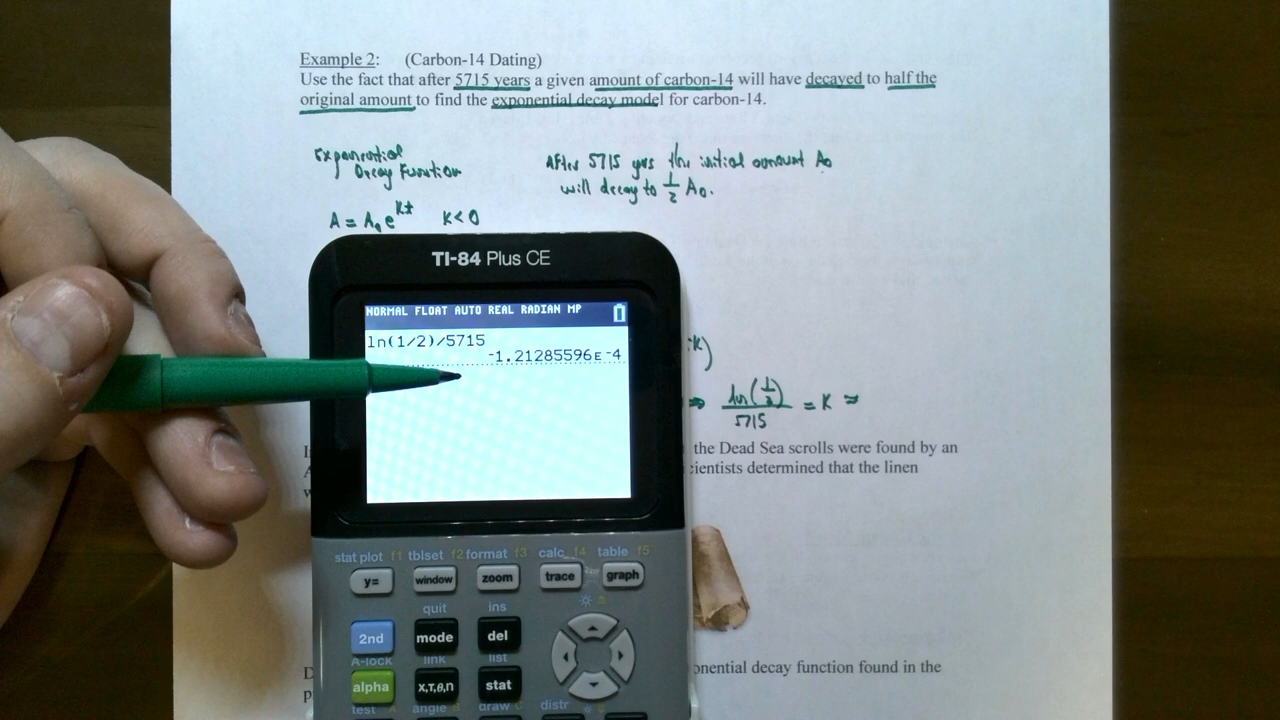 Example 2: (Carbon-14 Dating)
Use the fact that after 5715 years a given amount of carbon-14 will have decayed to half the
original amount to find the exponential decay model for carbon-14.
Exponential
Decay Function
After 5715 yrs the initial amount A₀
will decay to 1/2 A₀.
A = A₀e^kt K<0
TI-84 Plus CE
NORMAL FLOAT AUTO REAL RADIAN MP
ln(1/2)/5715
-1.21285596E-4
K)
⇒ ln(1/2)/5715 = K ≈
the Dead Sea scrolls were found by an
scientists determined that the linen
stat plot f1 tblset f2 format f3 calc f4 table f5
y= window zoom trace graph
quit ins
2nd mode del
A-lock link list
alpha X,T,θ,n stat
onential decay function found in the
test A angle B draw C distr